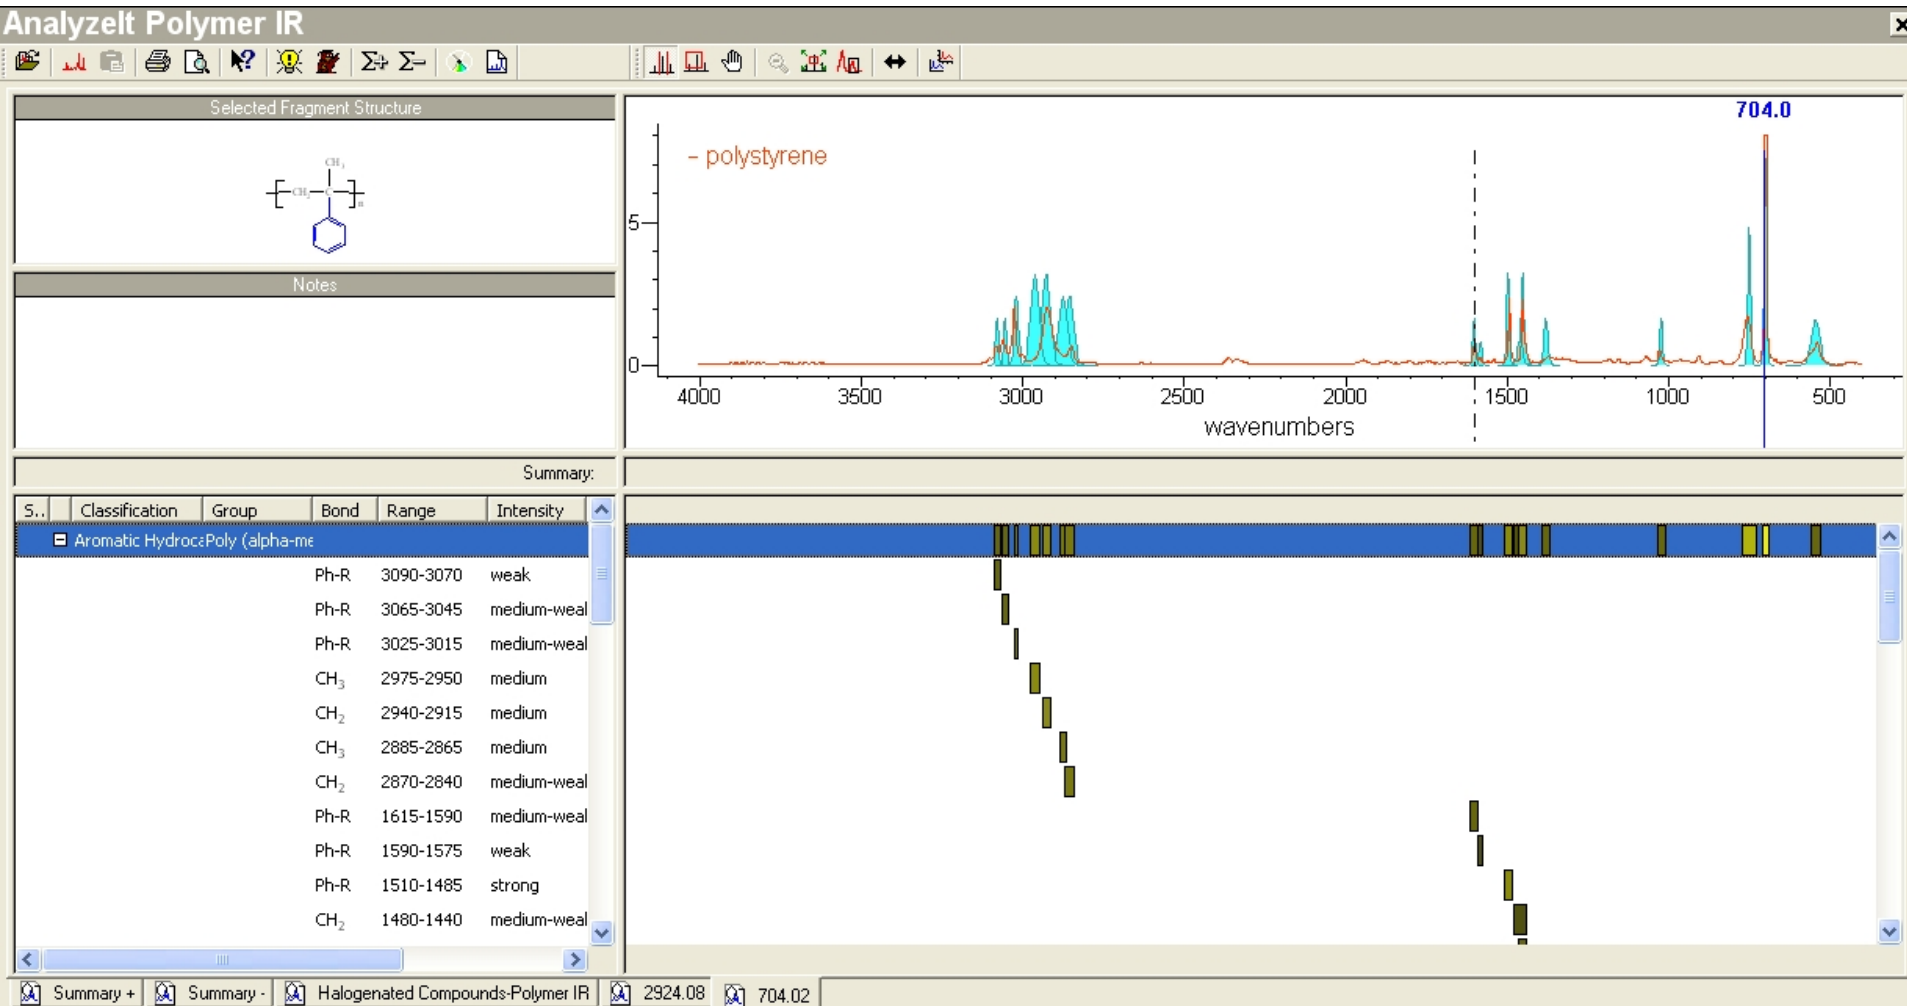 AnalyzeIt Polymer IR
Selected Fragment Structure
CH3
CH2 C
n
Notes
704.0
– polystyrene
5
0
4000 3500 3000 2500 2000 1500 1000 500
wavenumbers
Summary:
S.. Classification Group Bond Range Intensity
Aromatic Hydroca Poly (alpha-me
Ph-R 3090-3070 weak
Ph-R 3065-3045 medium-weal
Ph-R 3025-3015 medium-weal
CH3 2975-2950 medium
CH2 2940-2915 medium
CH3 2885-2865 medium
CH2 2870-2840 medium-weal
Ph-R 1615-1590 medium-weal
Ph-R 1590-1575 weak
Ph-R 1510-1485 strong
CH2 1480-1440 medium-weal
Summary + Summary - Halogenated Compounds-Polymer IR 2924.08 704.02